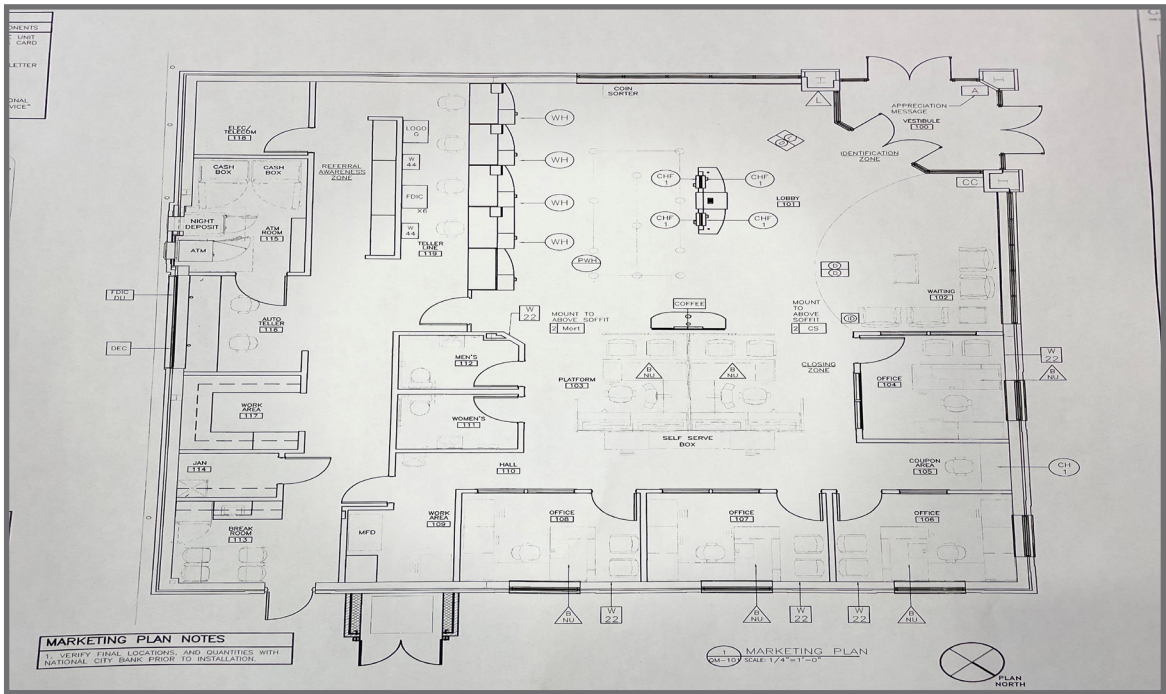 ONENTS
UNIT
CARD
LETTER
ONAL
VICE"
COIN
SORTER
L
A
APPRECIATION
MESSAGE
VESTIBULE
100
IDENTIFICATION
ZONE
CC
ELEC/
TELECOM
118
CASH
BOX
CASH
BOX
REFERRAL
AWARENESS
ZONE
LOGO
G
W
44
FDIC
X6
W
44
WH
WH
WH
WH
CHF
1
CHF
1
CHF
1
CHF
1
LOBBY
101
NIGHT
DEPOSIT
ATM
ATM
ROOM
115
TELLER
LINE
119
PWH
D
D
WAITING
102
FDIC
DU
DEC
AUTO
TELLER
116
W
22
MOUNT TO
ABOVE SOFFIT
2 Mort
COFFEE
MOUNT
TO
ABOVE
SOFFIT
2 CS
W
22
B
NU
MEN'S
112
PLATFORM
103
B
NU
B
NU
CLOSING
ZONE
OFFICE
104
WORK
AREA
117
WOMEN'S
111
SELF SERVE
BOX
JAN
114
HALL
110
COUPON
AREA
105
CH
1
BREAK
ROOM
113
MFD
WORK
AREA
109
OFFICE
108
OFFICE
107
OFFICE
106
B
NU
W
22
B
NU
W
22
W
22
B
NU
MARKETING PLAN NOTES
1. VERIFY FINAL LOCATIONS, AND QUANTITIES WITH
NATIONAL CITY BANK PRIOR TO INSTALLATION.
1 MARKETING PLAN
QM-101 SCALE: 1/4"=1'-0"
PLAN
NORTH